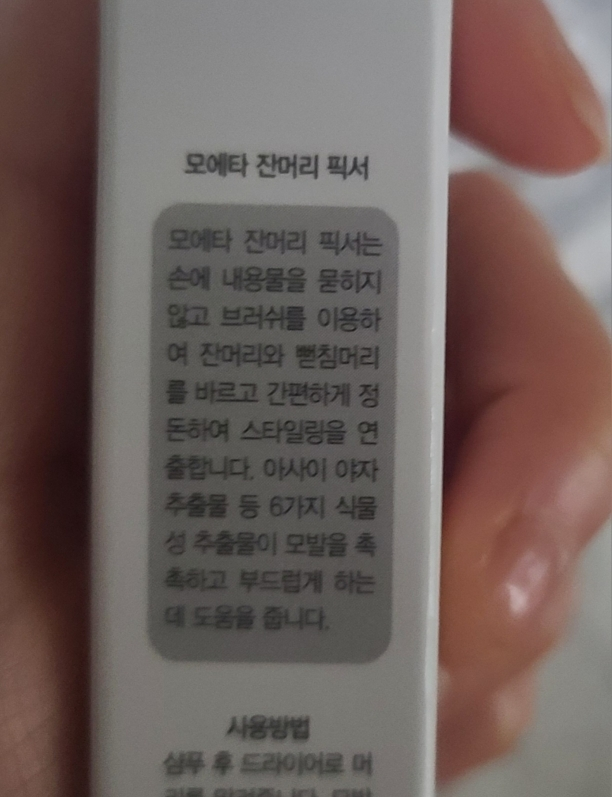 모에타 잔머리 픽서
모에타 잔머리 픽서는
손에 내용물을 묻히지
않고 브러쉬를 이용하
여 잔머리와 뻗침머리
를 바르고 간편하게 정
돈하여 스타일링을 연
출합니다. 아사이 야자
추출물 등 6가지 식물
성 추출물이 모발을 촉
촉하고 부드럽게 하는
데 도움을 줍니다.
사용방법
샴푸 후 드라이어로 머